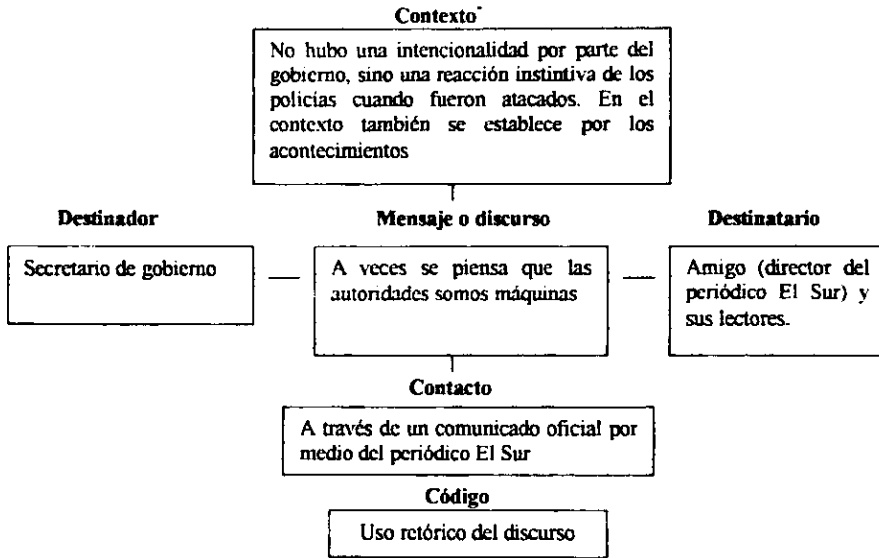 Contexto
No hubo una intencionalidad por parte del
gobierno, sino una reacción instintiva de los
policías cuando fueron atacados. En el
contexto también se establece por los
acontecimientos
Destinador
Mensaje o discurso
Destinatario
Secretario de gobierno
A veces se piensa que las
autoridades somos máquinas
Amigo (director del
periódico El Sur) y
sus lectores.
Contacto
A través de un comunicado oficial por
medio del periódico El Sur
Código
Uso retórico del discurso